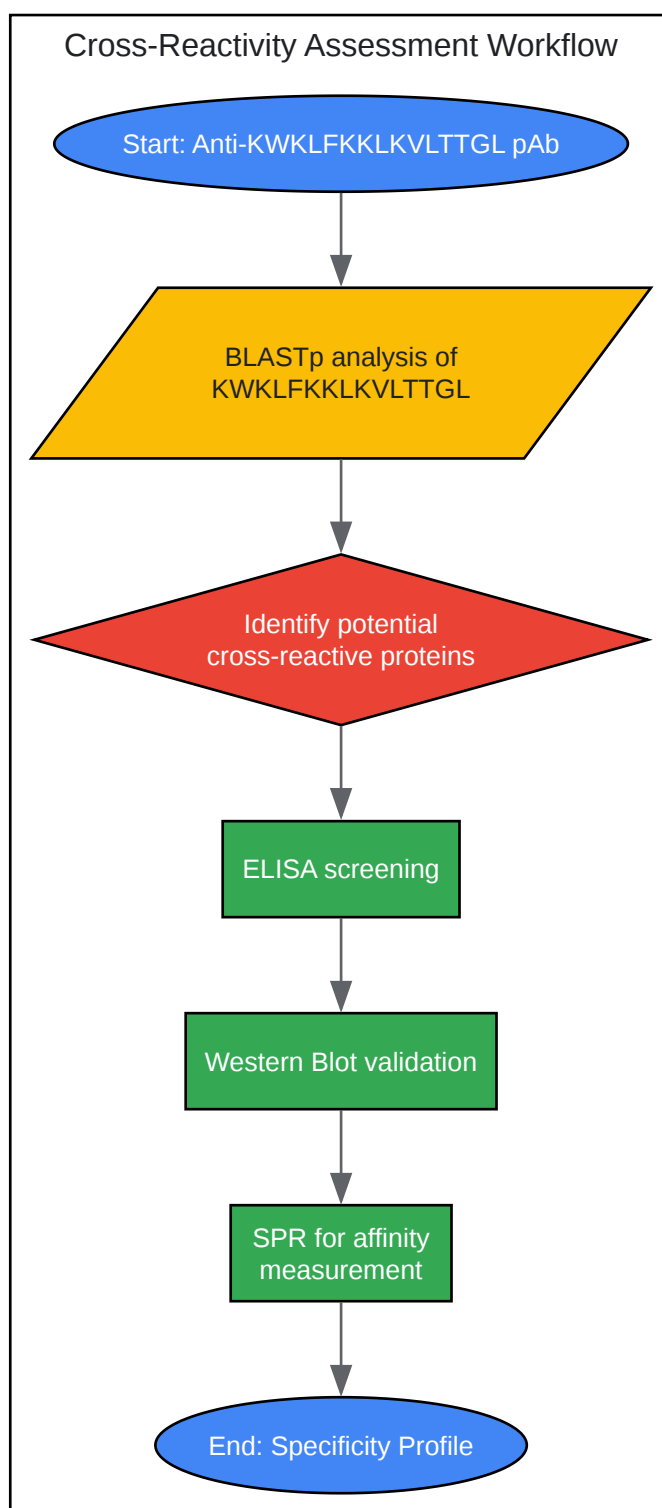 Cross-Reactivity Assessment Workflow
Start: Anti-KWKLFKKLKVLTTGL pAb
BLASTp analysis of
KWKLFKKLKVLTTGL
Identify potential
cross-reactive proteins
ELISA screening
Western Blot validation
SPR for affinity
measurement
End: Specificity Profile